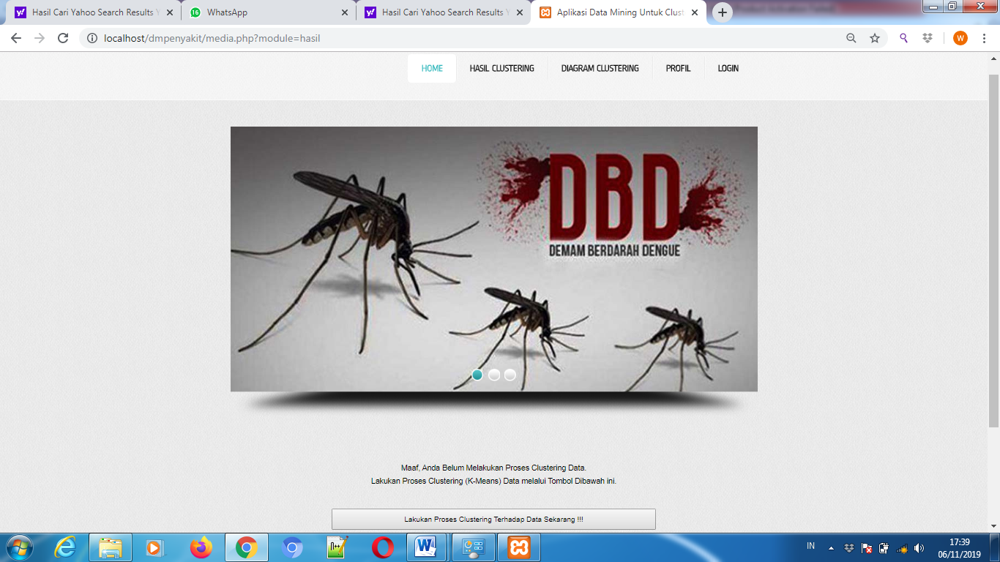 Hasil Cari Yahoo Search Results Y
WhatsApp
Hasil Cari Yahoo Search Results Y
Aplikasi Data Mining Untuk Clust
localhost/dmpenyakit/media.php?module=hasil
W
HOME
HASIL CLUSTERING
DIAGRAM CLUSTERING
PROFIL
LOGIN
DBD
DEMAM BERDARAH DENGUE
Maaf, Anda Belum Melakukan Proses Clustering Data.
Lakukan Proses Clustering (K-Means) Data melalui Tombol Dibawah ini.
Lakukan Proses Clustering Terhadap Data Sekarang !!!
IN
17:39
06/11/2019